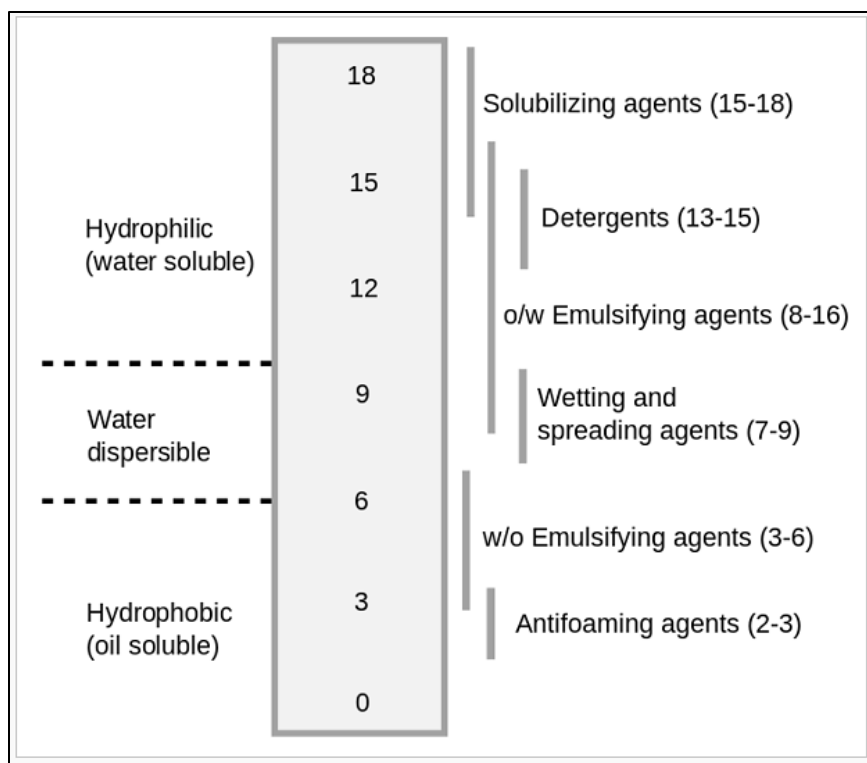 18
Solubilizing agents (15-18)
15
Detergents (13-15)
Hydrophilic
(water soluble)
12
o/w Emulsifying agents (8-16)
9
Wetting and
spreading agents (7-9)
Water
dispersible
6
w/o Emulsifying agents (3-6)
3
Antifoaming agents (2-3)
Hydrophobic
(oil soluble)
0